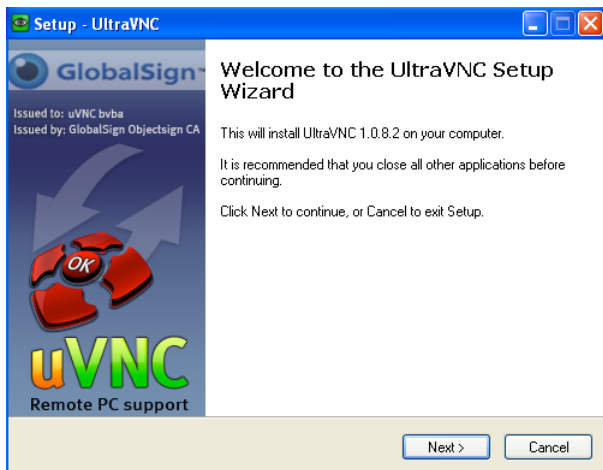 Setup - UltraVNC
GlobalSign
Issued to: uVNC bvba
Issued by: GlobalSign Objectsign CA
OK
uVNC
Remote PC support
Welcome to the UltraVNC Setup
Wizard
This will install UltraVNC 1.0.8.2 on your computer.
It is recommended that you close all other applications before
continuing.
Click Next to continue, or Cancel to exit Setup.
Next >
Cancel